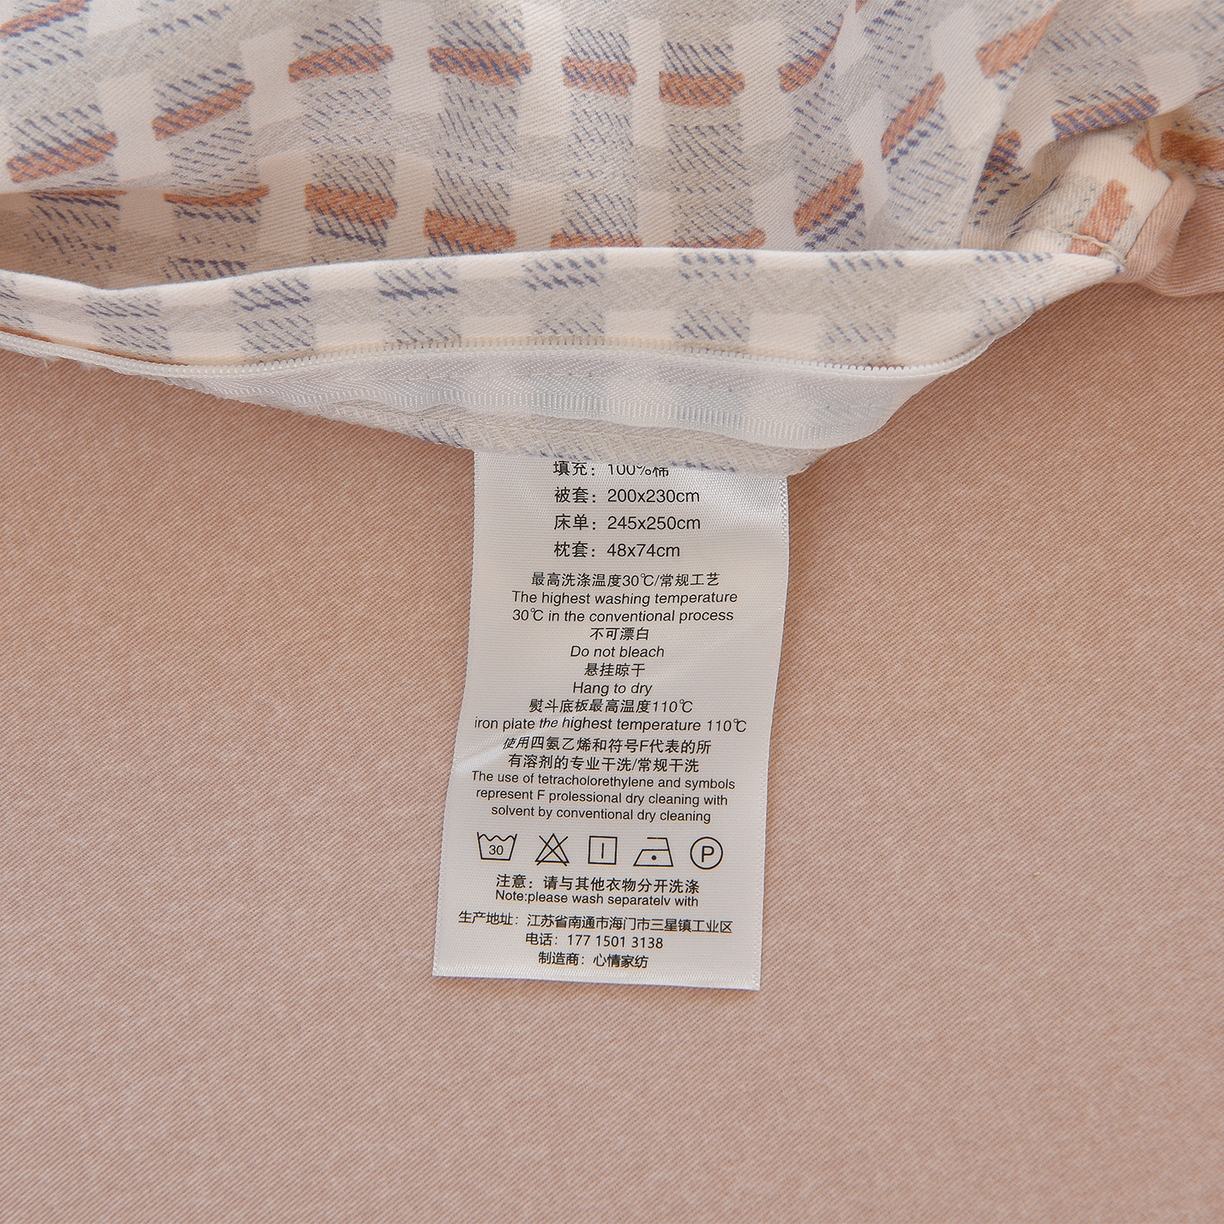 填充：100%棉
被套：200x230cm
床单：245x250cm
枕套：48x74cm
最高洗涤温度30℃/常规工艺
The highest washing temperature
30℃ in the conventional process
不可漂白
Do not bleach
悬挂晾干
Hang to dry
熨斗底板最高温度110℃
iron plate the highest temperature 110℃
使用四氨乙烯和符号F代表的所
有溶剂的专业干洗/常规干洗
The use of tetracholorethylene and symbols
represent F prolessional dry cleaning with
solvent by conventional dry cleaning
30 P
注意：请与其他衣物分开洗涤
Note:please wash separately with
生产地址：江苏省南通市海门市三星镇工业区
电话：177 1501 3138
制造商：心情家纺